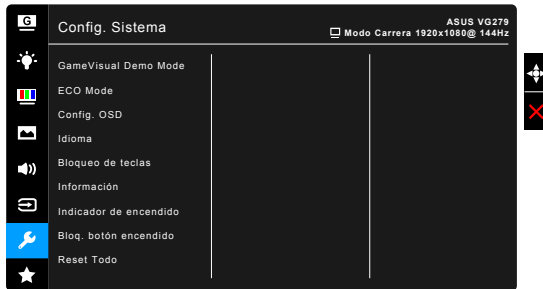 G
Config. Sistema
ASUS VG279
Modo Carrera 1920x1080@ 144Hz
GameVisual Demo Mode
ECO Mode
Config. OSD
Idioma
Bloqueo de teclas
Información
Indicador de encendido
Bloq. botón encendido
Reset Todo